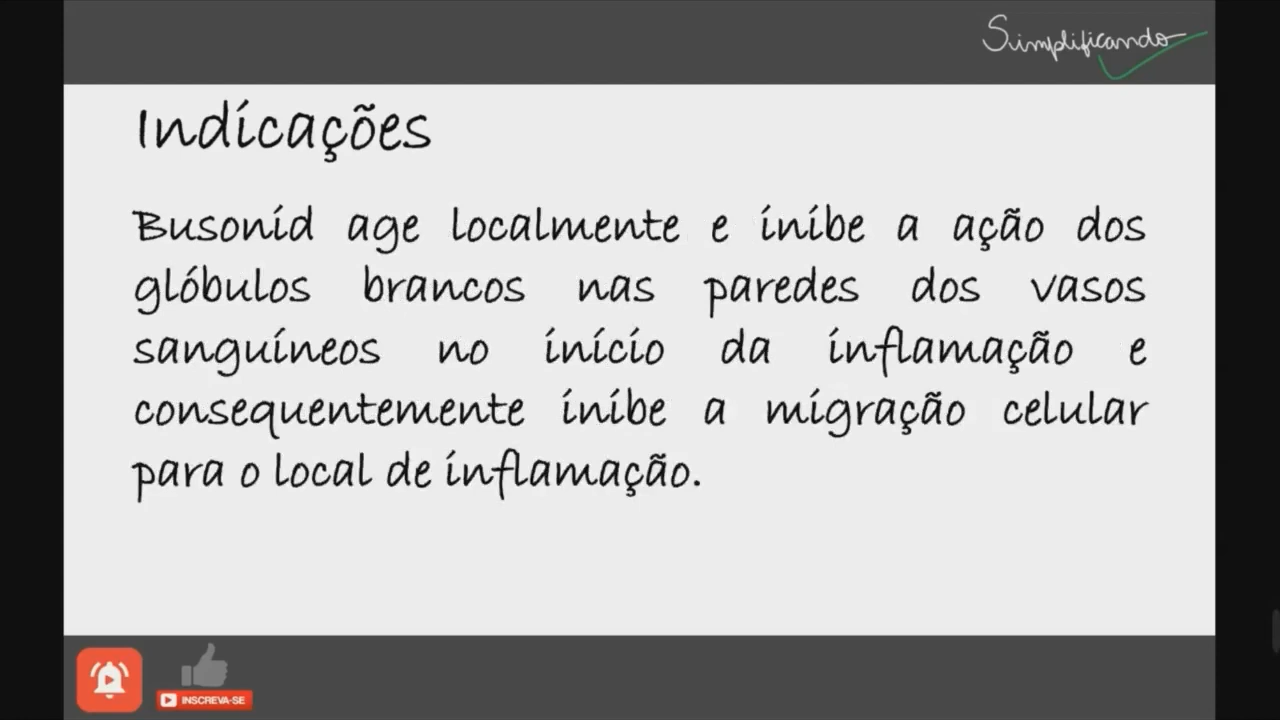 Simplificando
Indicações
Busonid age localmente e inibe a ação dos
glóbulos brancos nas paredes dos vasos
sanguíneos no início da inflamação e
consequentemente inibe a migração celular
para o local de inflamação.
INSCREVA-SE